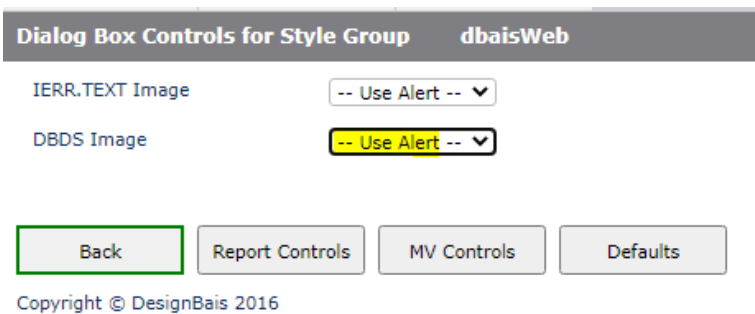 Dialog Box Controls for Style Group dbaisWeb
IERR.TEXT Image -- Use Alert --
DBDS Image -- Use Alert --
Back Report Controls MV Controls Defaults
Copyright © DesignBais 2016